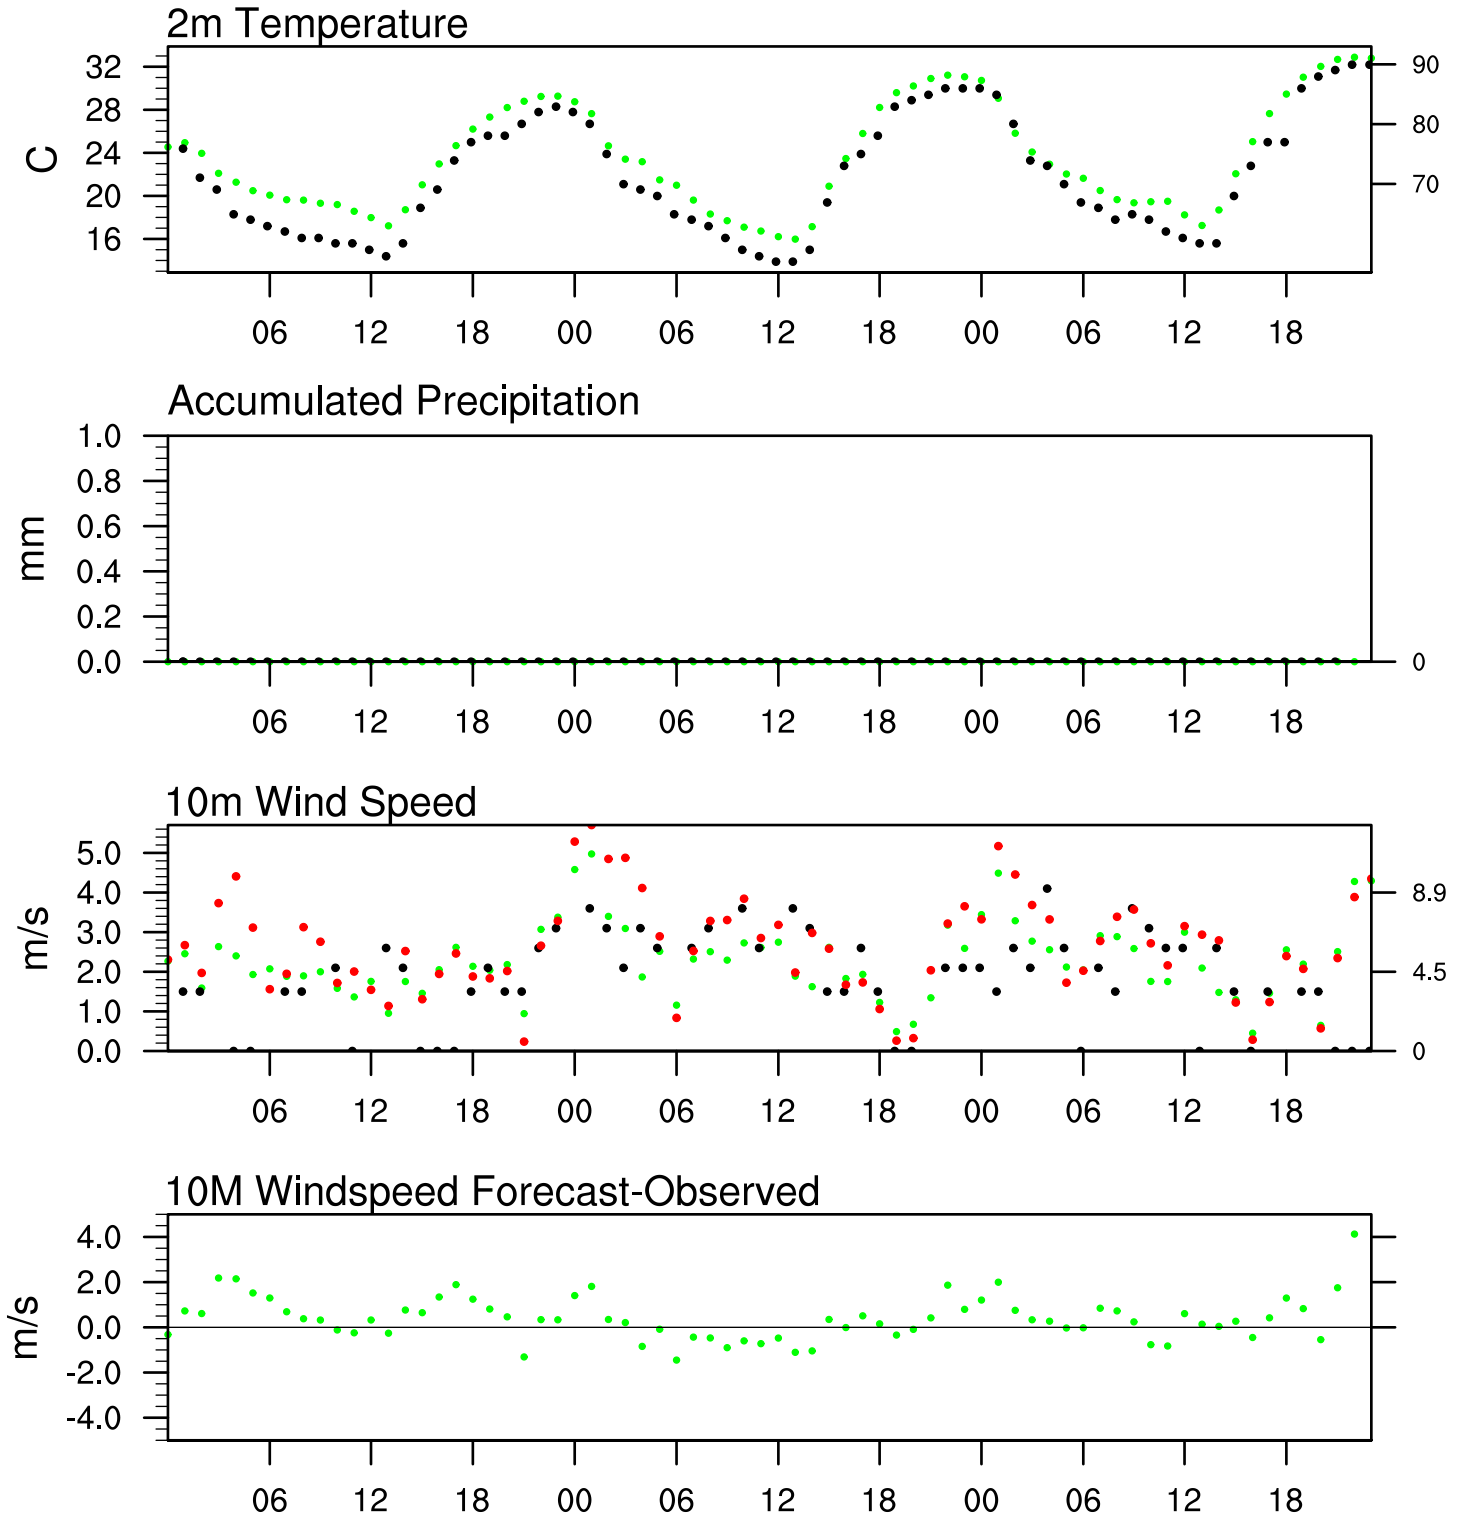 2m Temperature
32 90
28
80
24
C
20 70
16
06 12 18 00 06 12 18 00 06 12 18
Accumulated Precipitation
1.0
0.8
0.6
mm
0.4
0.2
0.0 0
06 12 18 00 06 12 18 00 06 12 18
10m Wind Speed
5.0
4.0 8.9
3.0
m/s
2.0 4.5
1.0
0.0 0
06 12 18 00 06 12 18 00 06 12 18
10M Windspeed Forecast-Observed
4.0
2.0
0.0
m/s
-2.0
-4.0
06 12 18 00 06 12 18 00 06 12 18